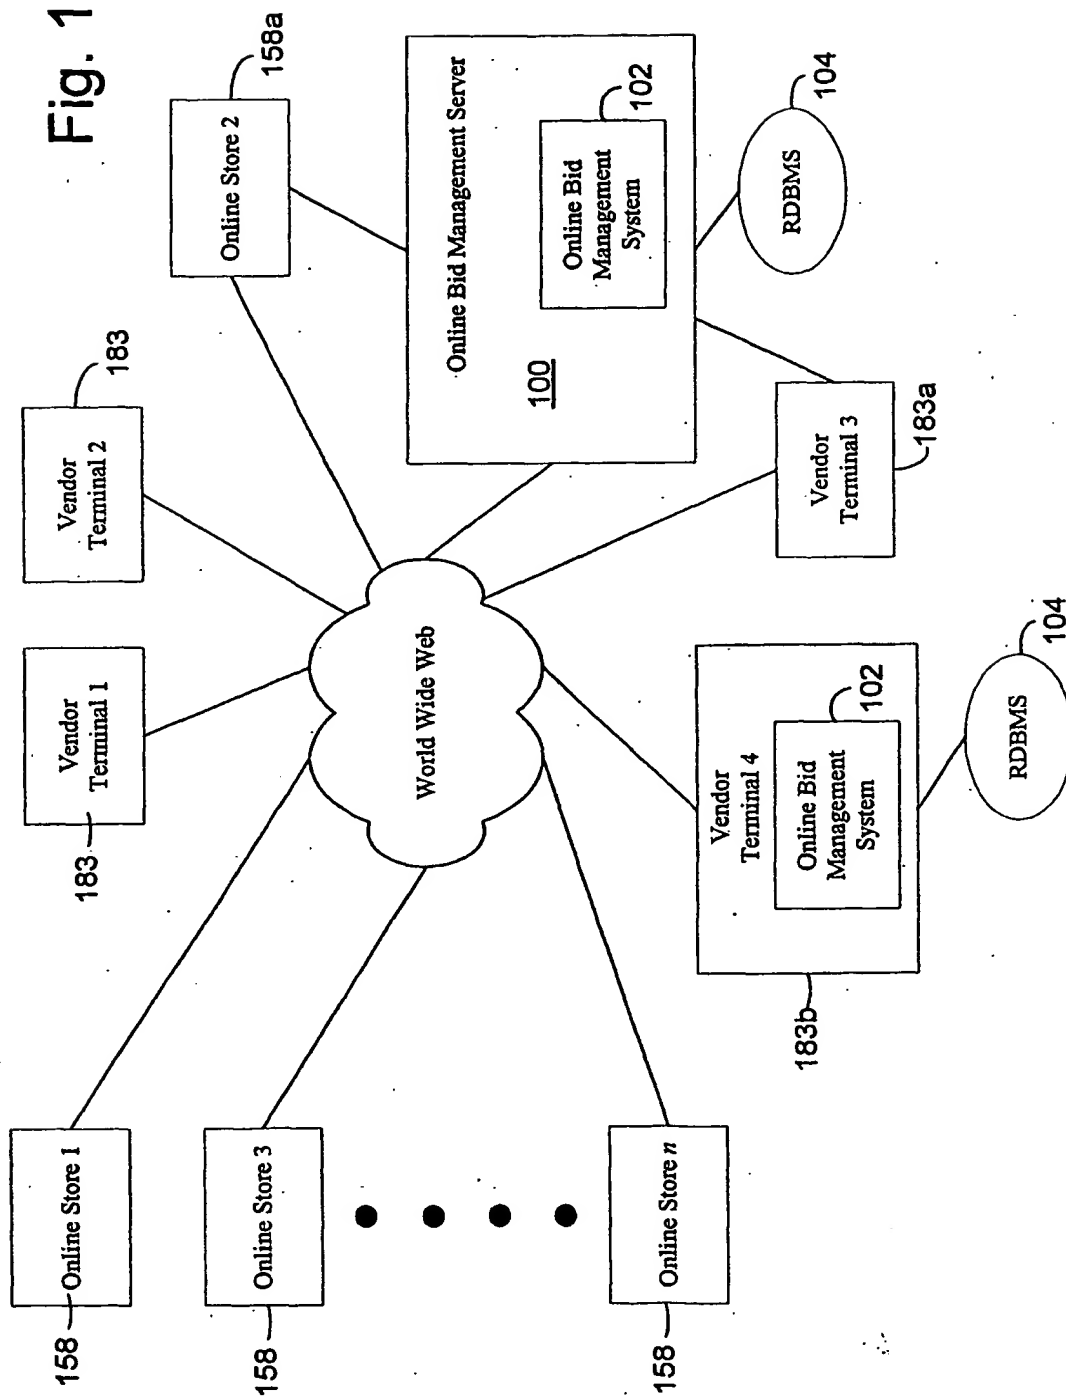 Fig. 1
Online Store 1
158
Online Store 3
158
Online Store n
158
Vendor
Terminal 1
183
Vendor
Terminal 2
183
Online Store 2
158a
World Wide Web
Online Bid Management Server
100
Online Bid
Management
System
102
RDBMS
104
Vendor
Terminal 3
183a
Vendor
Terminal 4
Online Bid
Management
System
102
183b
RDBMS
104